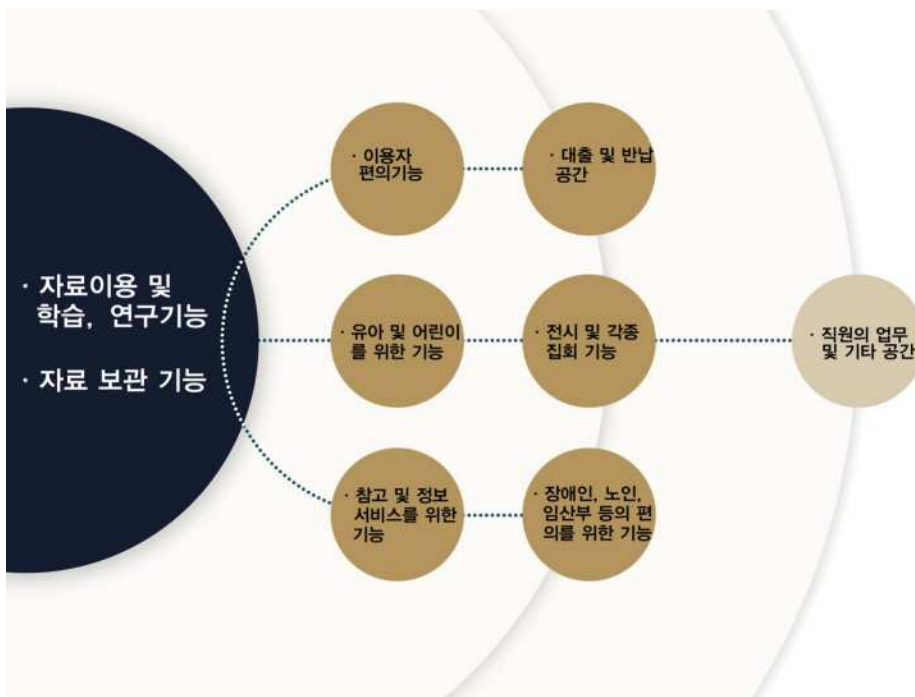 · 자료이용 및
학습, 연구기능
· 자료 보관 기능
· 이용자
편의기능
· 대출 및 반납
공간
· 유아 및 어린이
를 위한 기능
· 전시 및 각종
집회 기능
· 직원의 업무
및 기타 공간
· 참고 및 정보
서비스를 위한
기능
· 장애인, 노인,
임산부 등의 편
의를 위한 기능